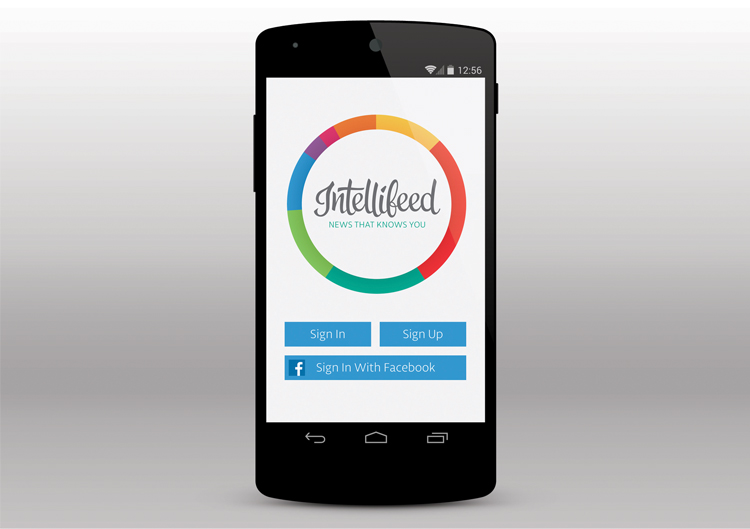 12:56
Intellifeed
NEWS THAT KNOWS YOU
Sign In
Sign Up
f Sign In With Facebook